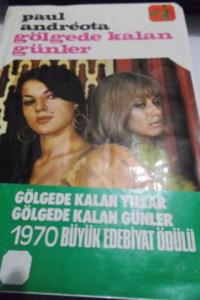 paul
andréota
gölgede kalan
günler
GÖLGEDE KALAN YILLAR
GÖLGEDE KALAN GÜNLER
1970 BÜYÜK EDEBİYAT ÖDÜLÜ